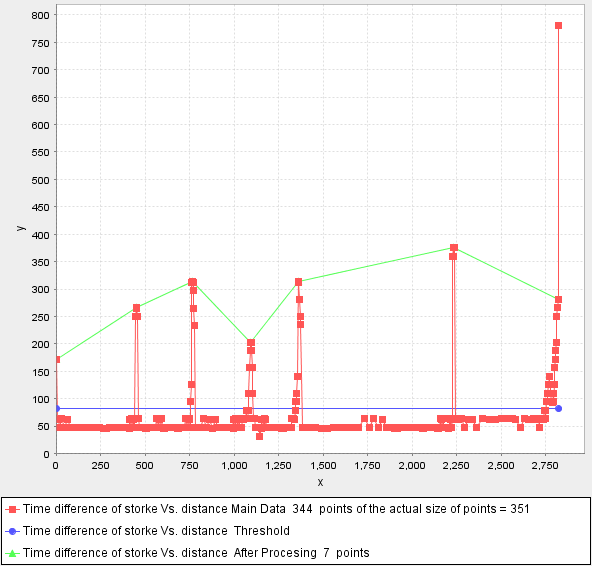 800
750
700
650
600
550
500
450
400
350
300
250
200
150
100
50
0
y
0 250 500 750 1,000 1,250 1,500 1,750 2,000 2,250 2,500 2,750
x
Time difference of storke Vs. distance Main Data 344 points of the actual size of points = 351
Time difference of storke Vs. distance Threshold
Time difference of storke Vs. distance After Procesing 7 points